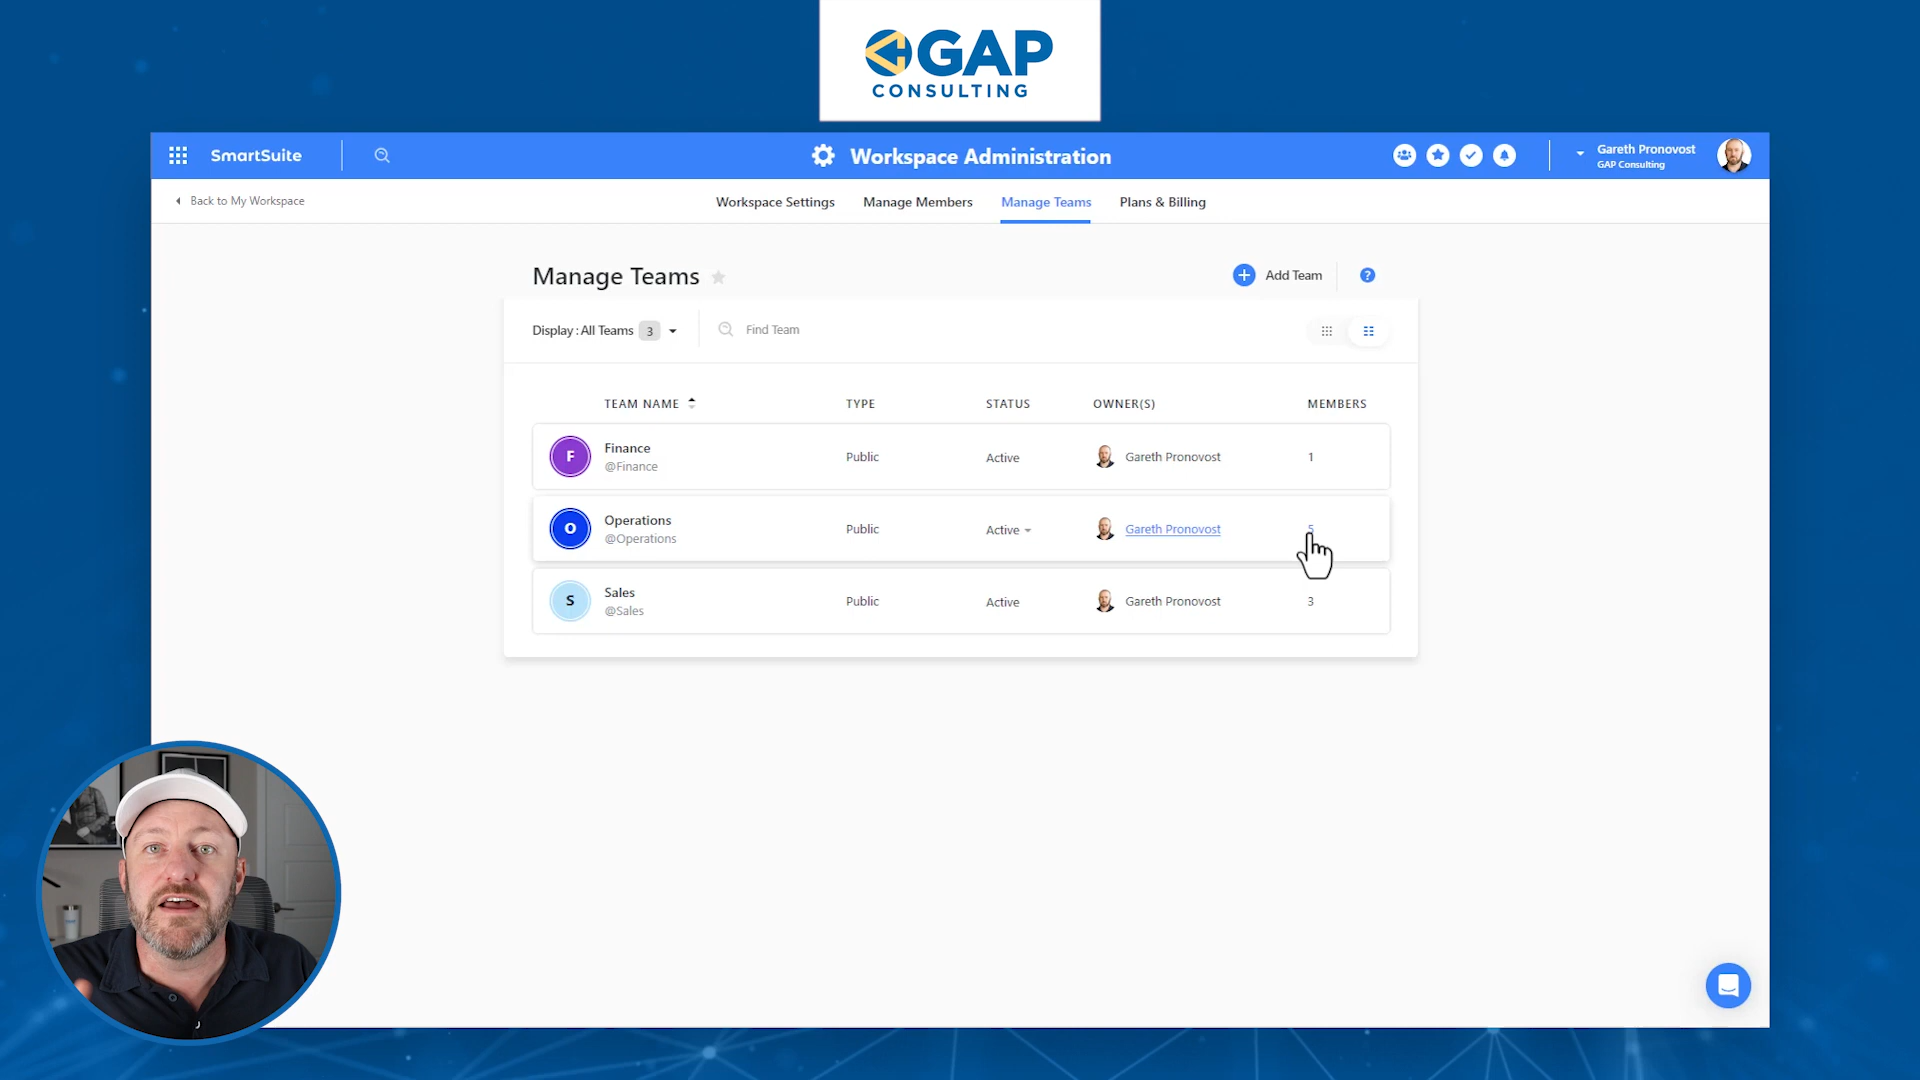 GAP
CONSULTING
SmartSuite
Workspace Administration
Gareth Pronovost
GAP Consulting
Back to My Workspace
Workspace Settings
Manage Members
Manage Teams
Plans & Billing
Manage Teams
Add Team
?
Display : All Teams 3
Find Team
TEAM NAME
TYPE
STATUS
OWNER(S)
MEMBERS
F
Finance
@Finance
Public
Active
Gareth Pronovost
1
O
Operations
@Operations
Public
Active
Gareth Pronovost
5
S
Sales
@Sales
Public
Active
Gareth Pronovost
3